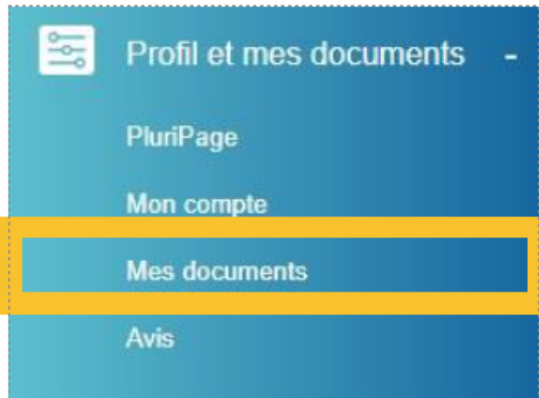 Profil et mes documents -
PluriPage
Mon compte
Mes documents
Avis